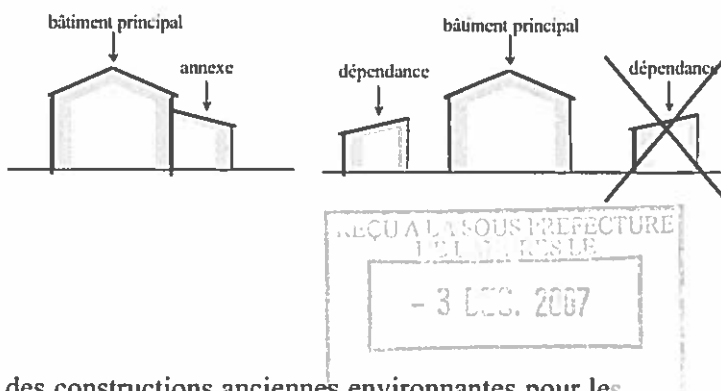 bâtiment principal
annexe
bâtiment principal
dépendance
dépendance
REÇU A LA SOUS PREFECTURE
LE
- 3 DEC. 2007
des constructions anciennes environnantes pour les